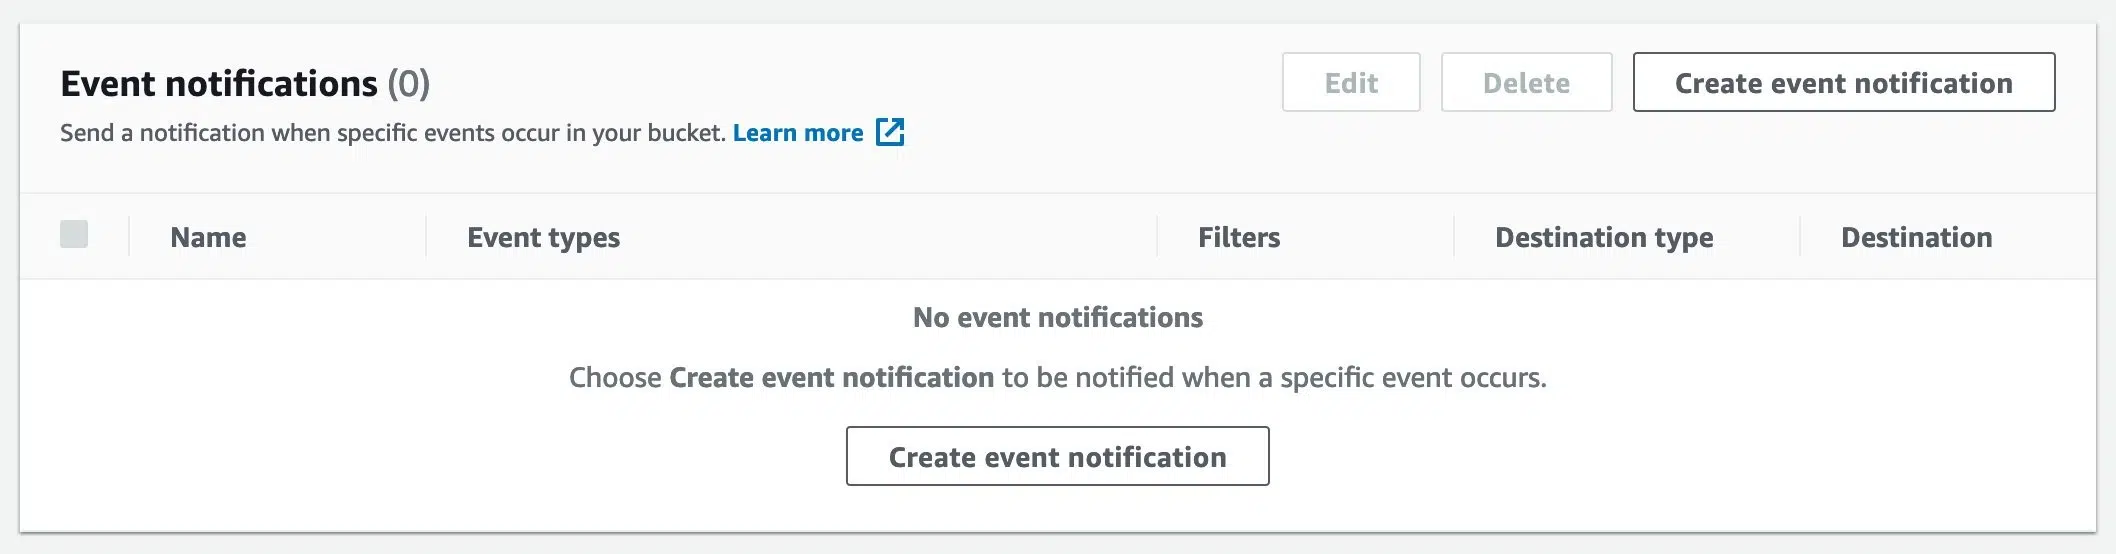 Event notifications (0)
Edit
Delete
Create event notification
Send a notification when specific events occur in your bucket. Learn more
Name
Event types
Filters
Destination type
Destination
No event notifications
Choose Create event notification to be notified when a specific event occurs.
Create event notification